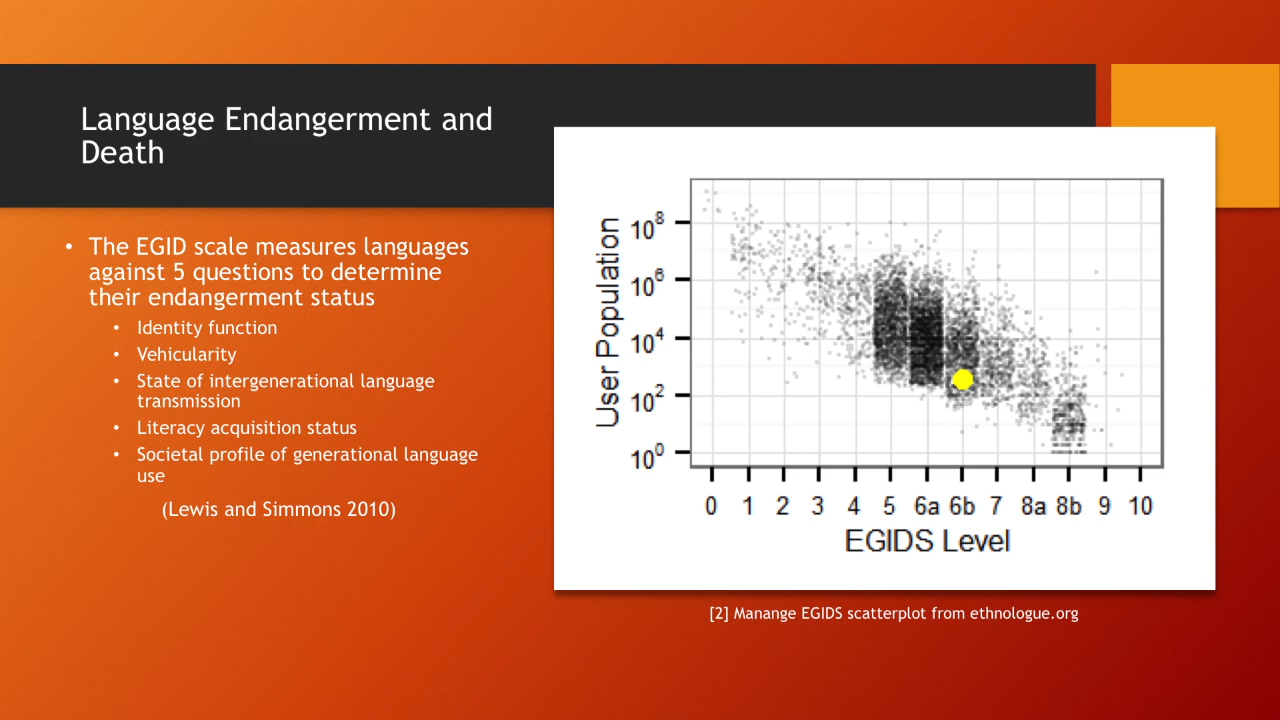 Language Endangerment and
Death
• The EGID scale measures languages
against 5 questions to determine
their endangerment status
• Identity function
• Vehicularity
• State of intergenerational language
transmission
• Literacy acquisition status
• Societal profile of generational language
use
(Lewis and Simmons 2010)
User Population
10⁸
10⁶
10⁴
10²
10⁰
0 1 2 3 4 5 6a 6b 7 8a 8b 9 10
EGIDS Level
[2] Manange EGIDS scatterplot from ethnologue.org